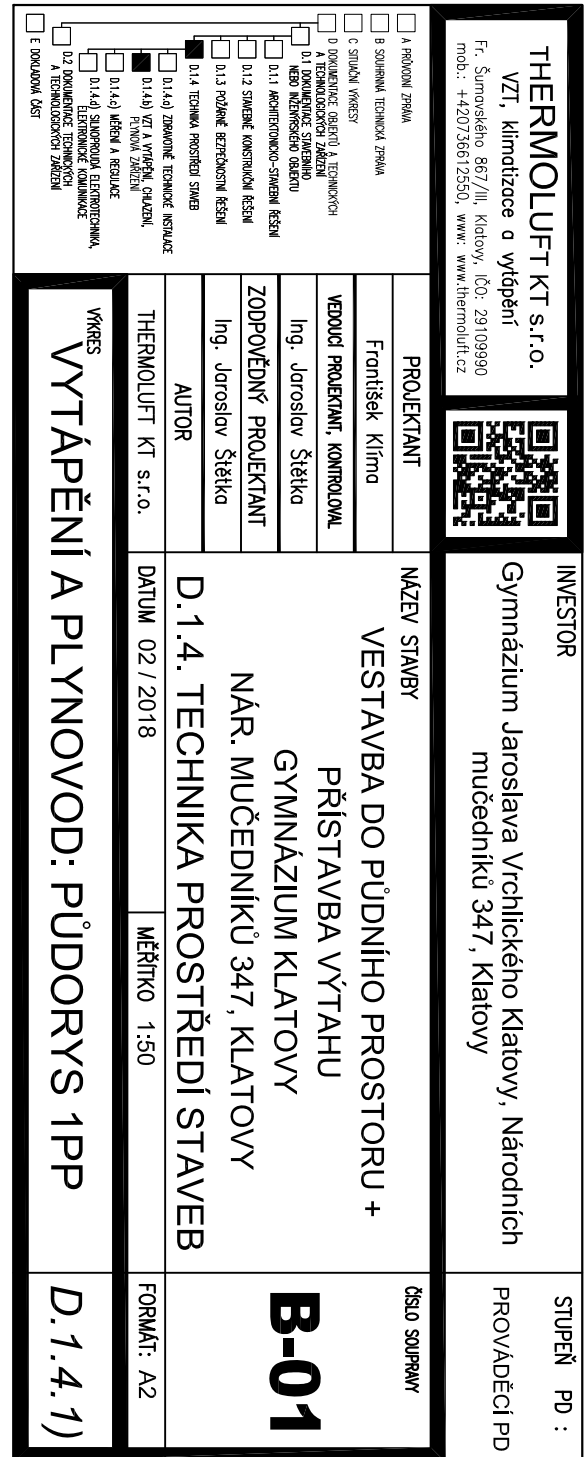 THERMOLUFT KT s.r.o.
VZT, klimatizace a vytápění
Fr. Šumavského 867/III, Klatovy, IČO: 29109990
mob.: +420736612550, www: www.thermoluft.cz
INVESTOR
Gymnázium Jaroslava Vrchlického Klatovy, Národních
mučedníků 347, Klatovy
STUPEŇ PD :
PROVÁDĚCÍ PD
A PRŮVODNÍ ZPRÁVA
B SOUHRNNÁ TECHNICKÁ ZPRÁVA
C SITUAČNÍ VÝKRESY
D DOKUMENTACE OBJEKTŮ A TECHNICKÝCH
A TECHNOLOGICKÝCH ZAŘÍZENÍ
D.1 DOKUMENTACE STAVEBNÍHO
NEBO INŽENÝRSKÉHO OBJEKTU
D.1.1 ARCHITEKTONICKO-STAVEBNÍ ŘEŠENÍ
D.1.2 STAVEBNĚ KONSTRUKČNÍ ŘEŠENÍ
D.1.3 POŽÁRNĚ BEZPEČNOSTNÍ ŘEŠENÍ
D.1.4 TECHNIKA PROSTŘEDÍ STAVEB
D.1.4.a) ZDRAVOTNĚ TECHNICKÉ INSTALACE
D.1.4.b) VZT A VYTÁPĚNÍ, CHLAZENÍ,
PLYNOVÁ ZAŘÍZENÍ
D.1.4.c) MĚŘENÍ A REGULACE
D.1.4.d) SILNOPROUDÁ ELEKTROTECHNIKA,
ELEKTRONICKÉ KOMUNIKACE
D.2 DOKUMENTACE TECHNICKÝCH
A TECHNOLOGICKÝCH ZAŘÍZENÍ
E DOKLADOVÁ ČÁST
PROJEKTANT
František Klíma
VEDOUCÍ PROJEKTANT, KONTROLOVAL
Ing. Jaroslav Štětka
ZODPOVĚDNÝ PROJEKTANT
Ing. Jaroslav Štětka
AUTOR
THERMOLUFT KT s.r.o.
NÁZEV STAVBY
VESTAVBA DO PŮDNÍHO PROSTORU +
PŘÍSTAVBA VÝTAHU
GYMNÁZIUM KLATOVY
NÁR. MUČEDNÍKŮ 347, KLATOVY
D.1.4. TECHNIKA PROSTŘEDÍ STAVEB
ČÍSLO SOUPRAVY
B-01
DATUM 02 / 2018
MĚŘÍTKO 1:50
FORMÁT: A2
VÝKRES
VYTÁPĚNÍ A PLYNOVOD: PŮDORYS 1PP
D.1.4.1)